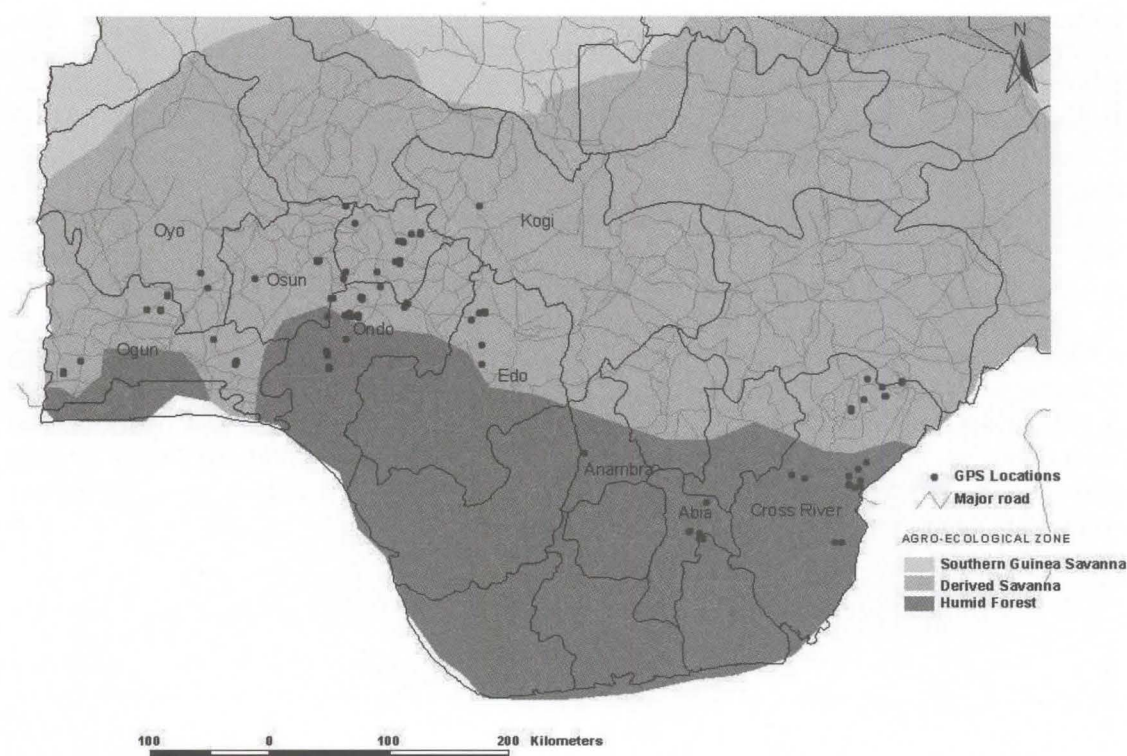 N
Kogi
Oyo
Osun
Ondo
Ogun
Edo
Anambra
Abia
Cross River
GPS Locations
Major road
AGRO-ECOLOGICAL ZONE
Southern Guinea Savanna
Derived Savanna
Humid Forest
100 0 100 200 Kilometers